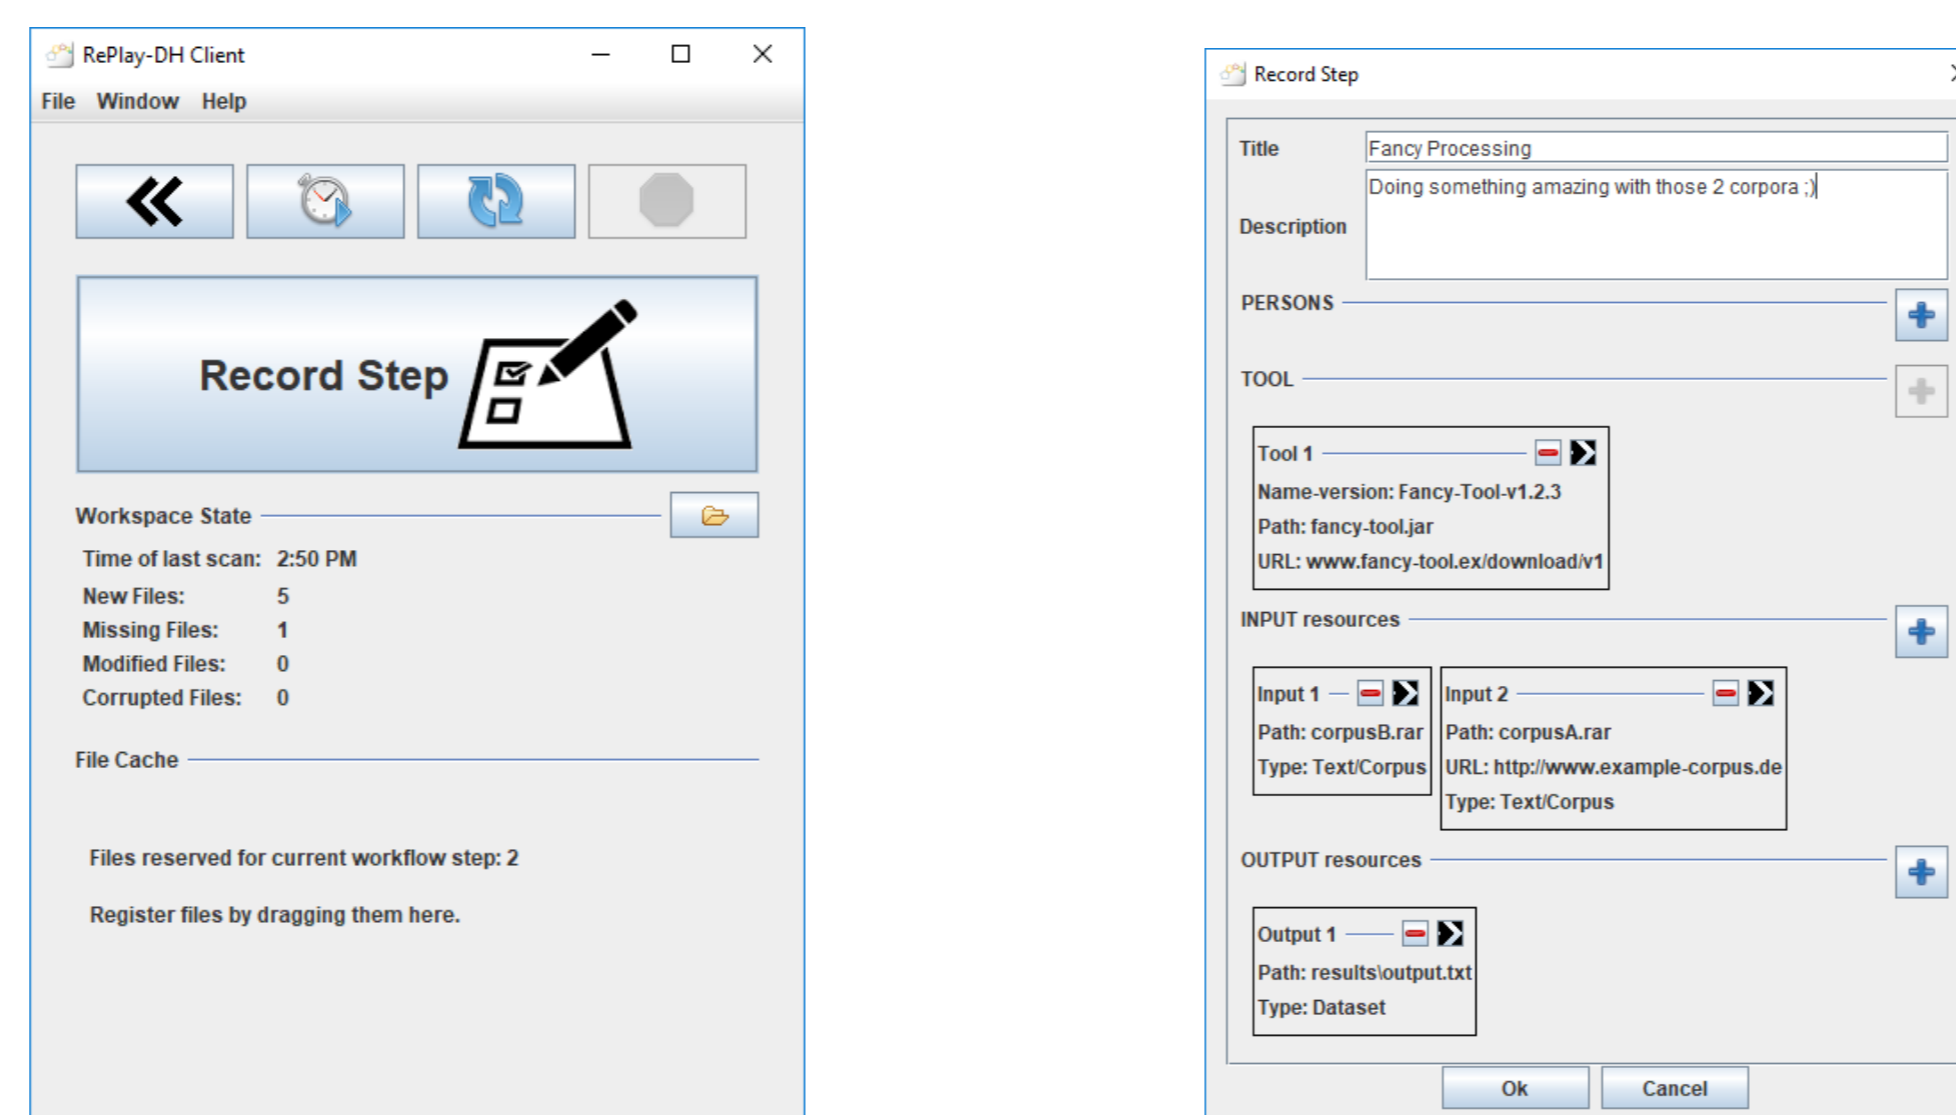 RePlay-DH Client
File Window Help
Record Step
Workspace State
Time of last scan: 2:50 PM
New Files: 5
Missing Files: 1
Modified Files: 0
Corrupted Files: 0
File Cache
Files reserved for current workflow step: 2
Register files by dragging them here.
Record Step
Title Fancy Processing
Description Doing something amazing with those 2 corpora ;)
PERSONS
TOOL
Tool 1
Name-version: Fancy-Tool-v1.2.3
Path: fancy-tool.jar
URL: www.fancy-tool.ex/download/v1
INPUT resources
Input 1
Path: corpusB.rar
Type: Text/Corpus
Input 2
Path: corpusA.rar
URL: http://www.example-corpus.de
Type: Text/Corpus
OUTPUT resources
Output 1
Path: results\output.txt
Type: Dataset
Ok Cancel